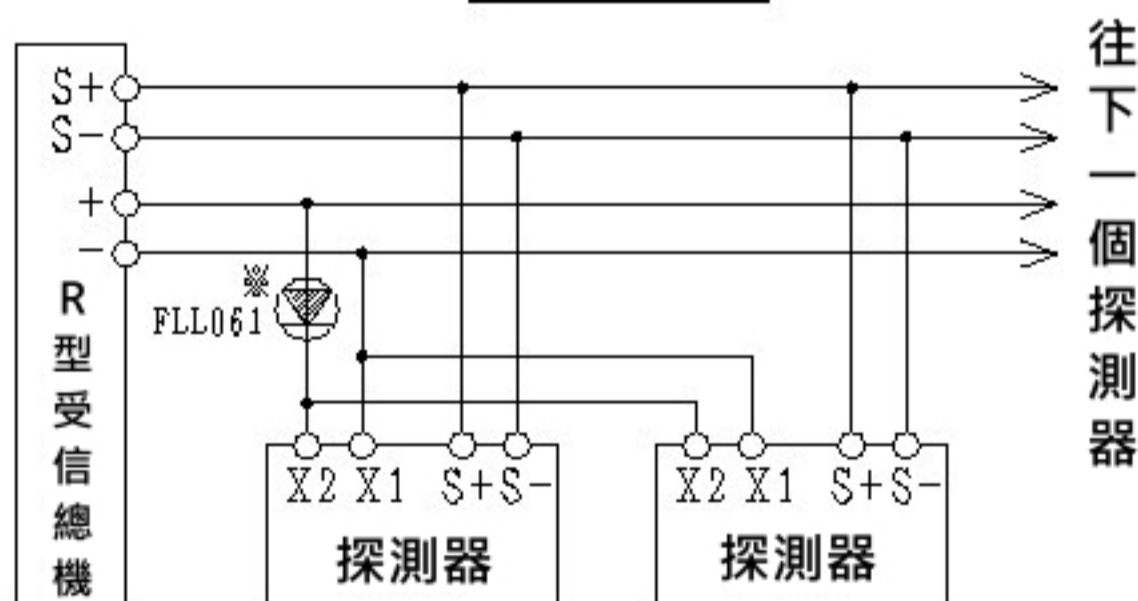 S+
S-
+
-
R型受信總機
※
FLL061
X2 X1 S+ S-
探測器
X2 X1 S+ S-
探測器
往下一個探測器